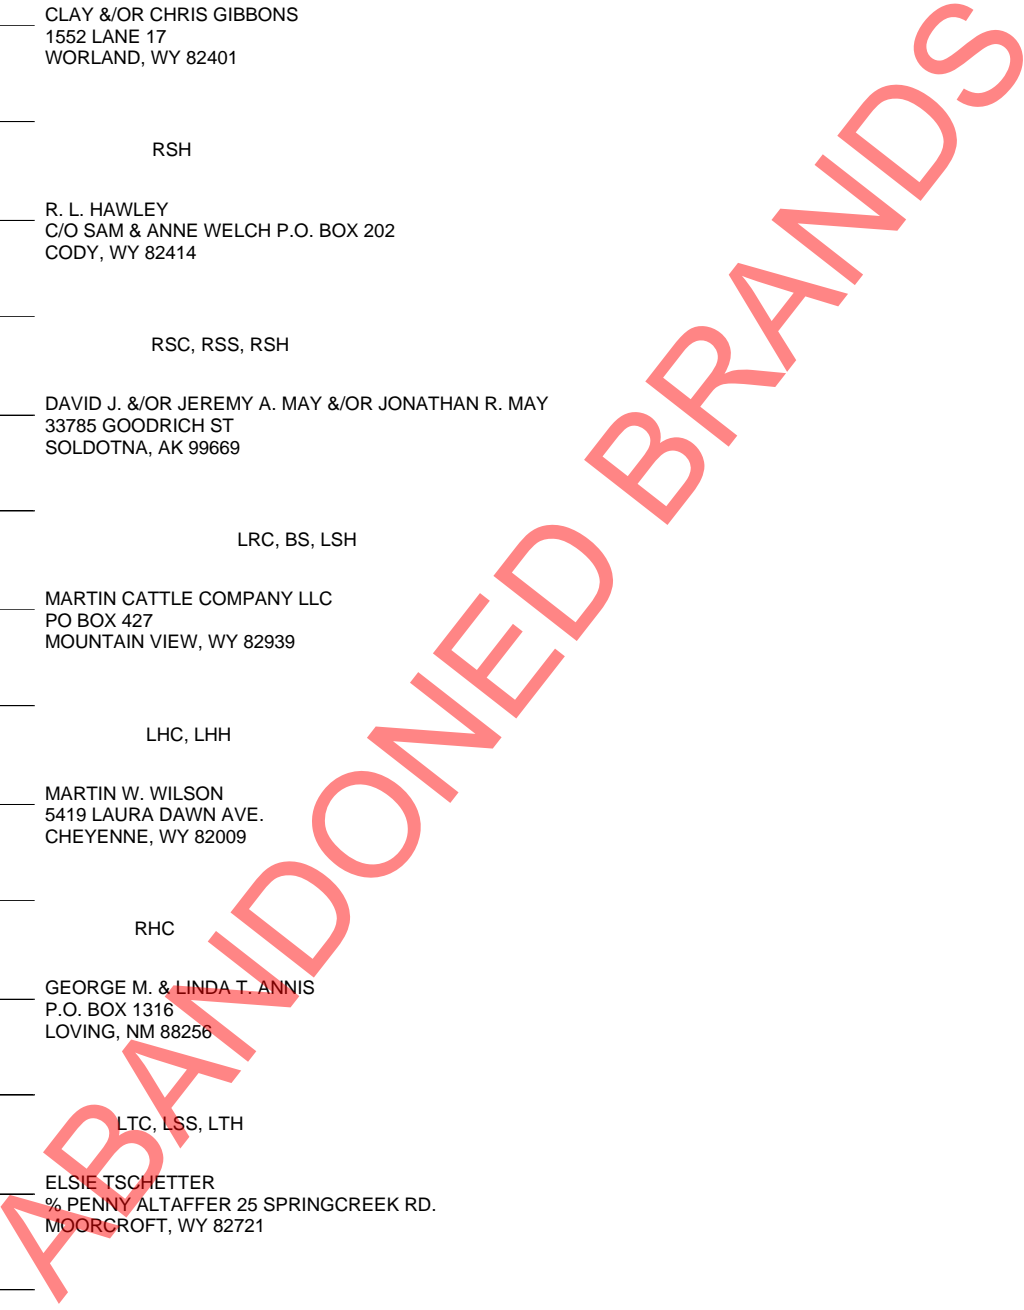 CLAY &/OR CHRIS GIBBONS
1552 LANE 17
WORLAND, WY 82401
RSH
R. L. HAWLEY
C/O SAM & ANNE WELCH P.O. BOX 202
CODY, WY 82414
RSC, RSS, RSH
DAVID J. &/OR JEREMY A. MAY &/OR JONATHAN R. MAY
33785 GOODRICH ST
SOLDOTNA, AK 99669
LRC, BS, LSH
MARTIN CATTLE COMPANY LLC
PO BOX 427
MOUNTAIN VIEW, WY 82939
LHC, LHH
MARTIN W. WILSON
5419 LAURA DAWN AVE.
CHEYENNE, WY 82009
RHC
GEORGE M. & LINDA T. ANNIS
P.O. BOX 1316
LOVING, NM 88256
LTC, LSS, LTH
ELSIE TSCHETTER
% PENNY ALTAFFER 25 SPRINGCREEK RD.
MOORCROFT, WY 82721
ABANDONED BRANDS